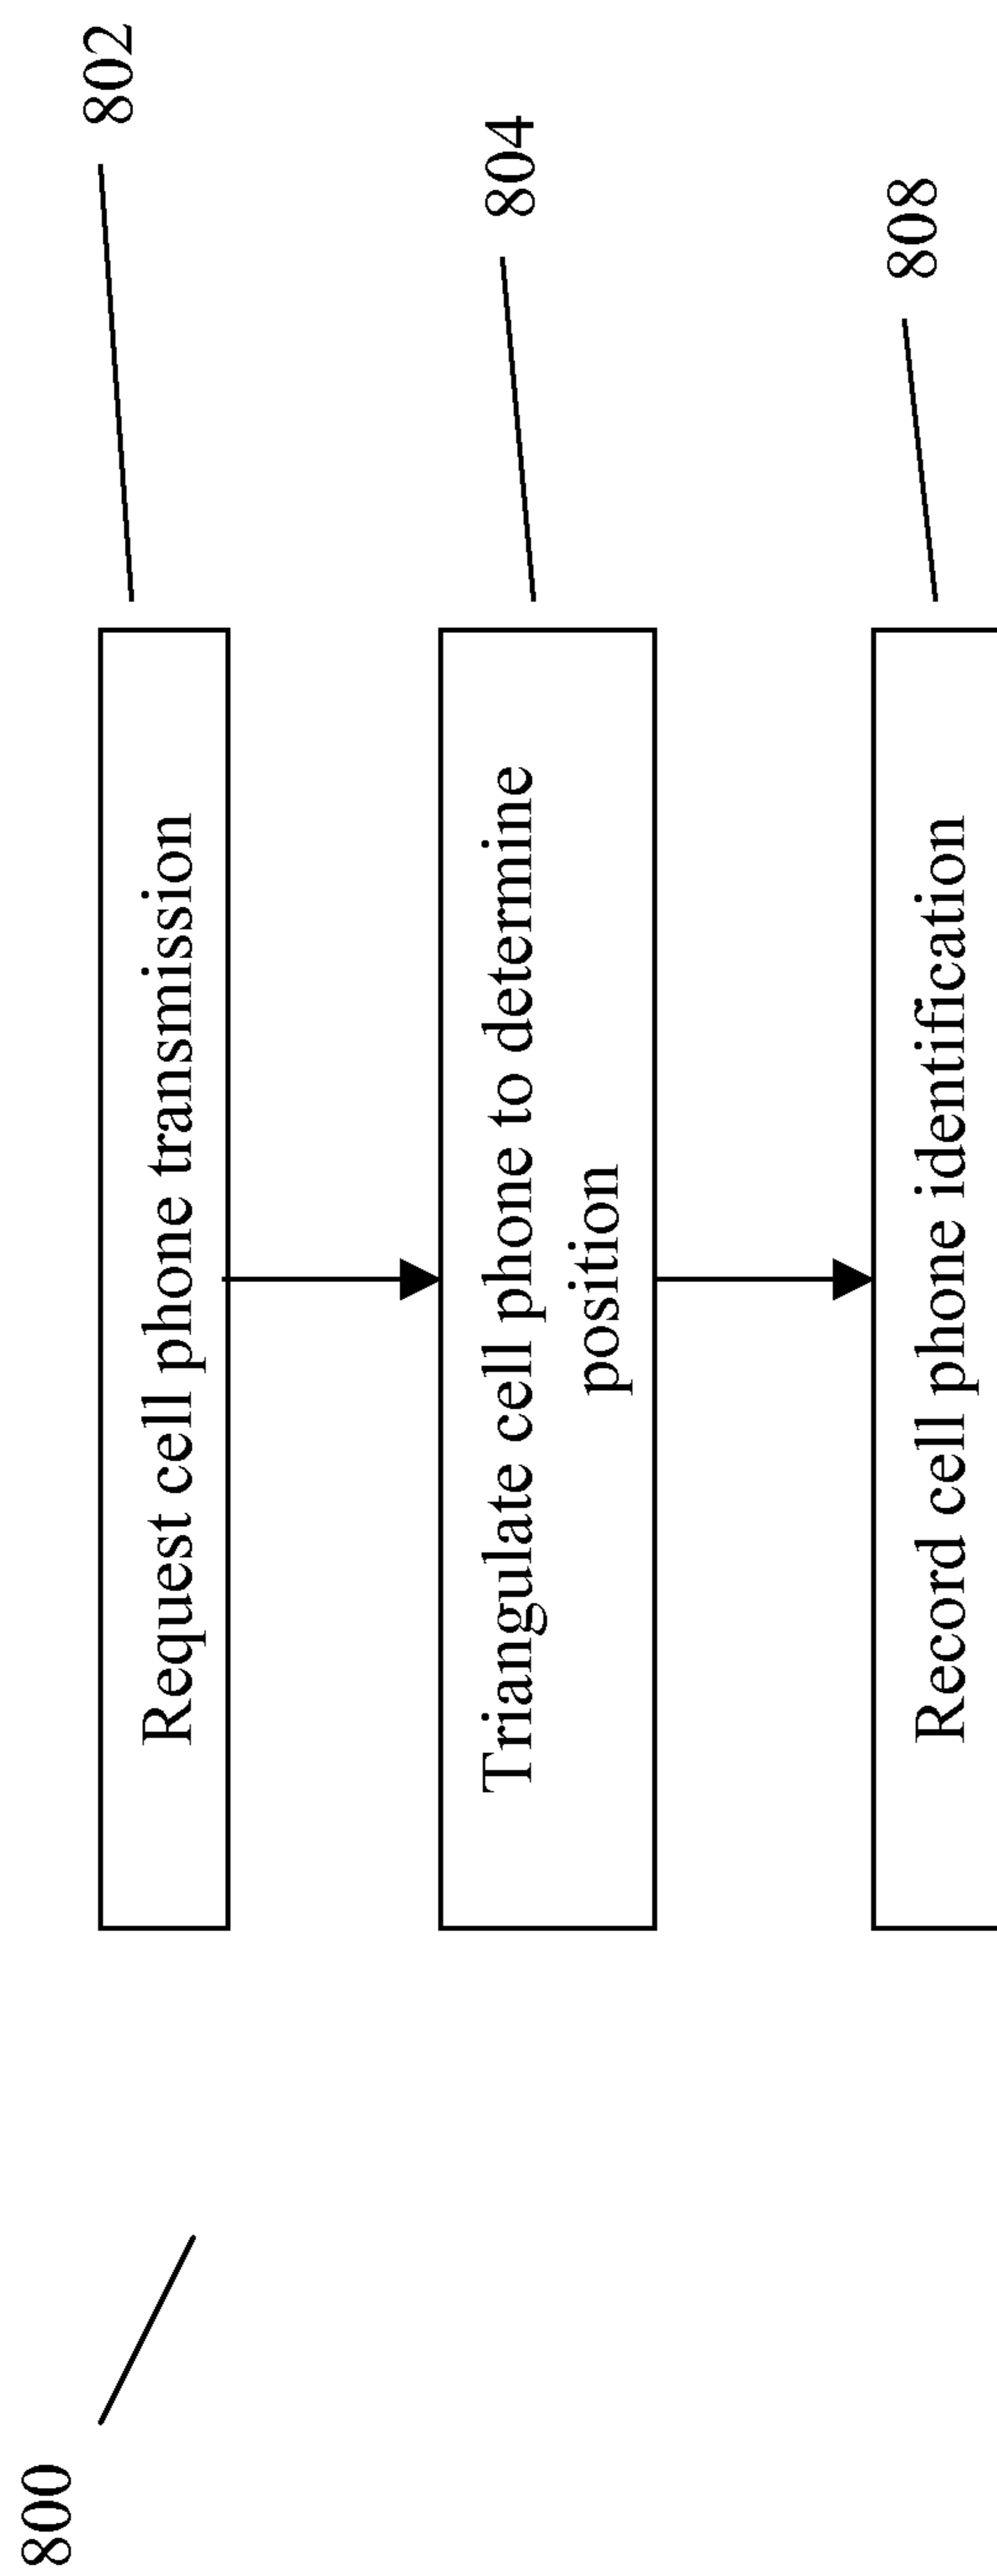 800
802
Request cell phone transmission
804
Triangulate cell phone to determine
position
808
Record cell phone identification